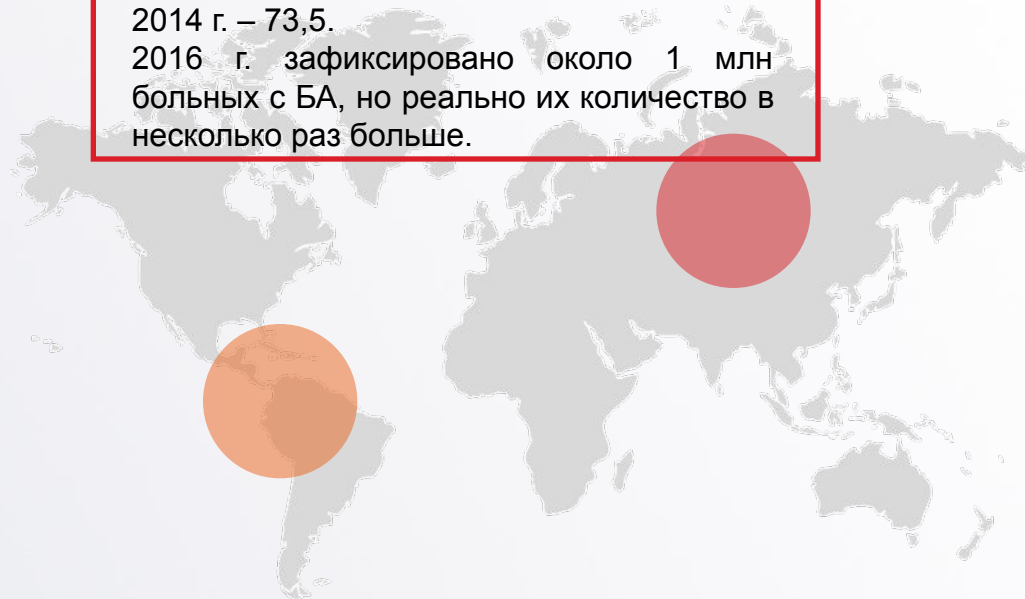 2014 г. – 73,5.
2016 г. зафиксировано около 1 млн
больных с БА, но реально их количество в
несколько раз больше.